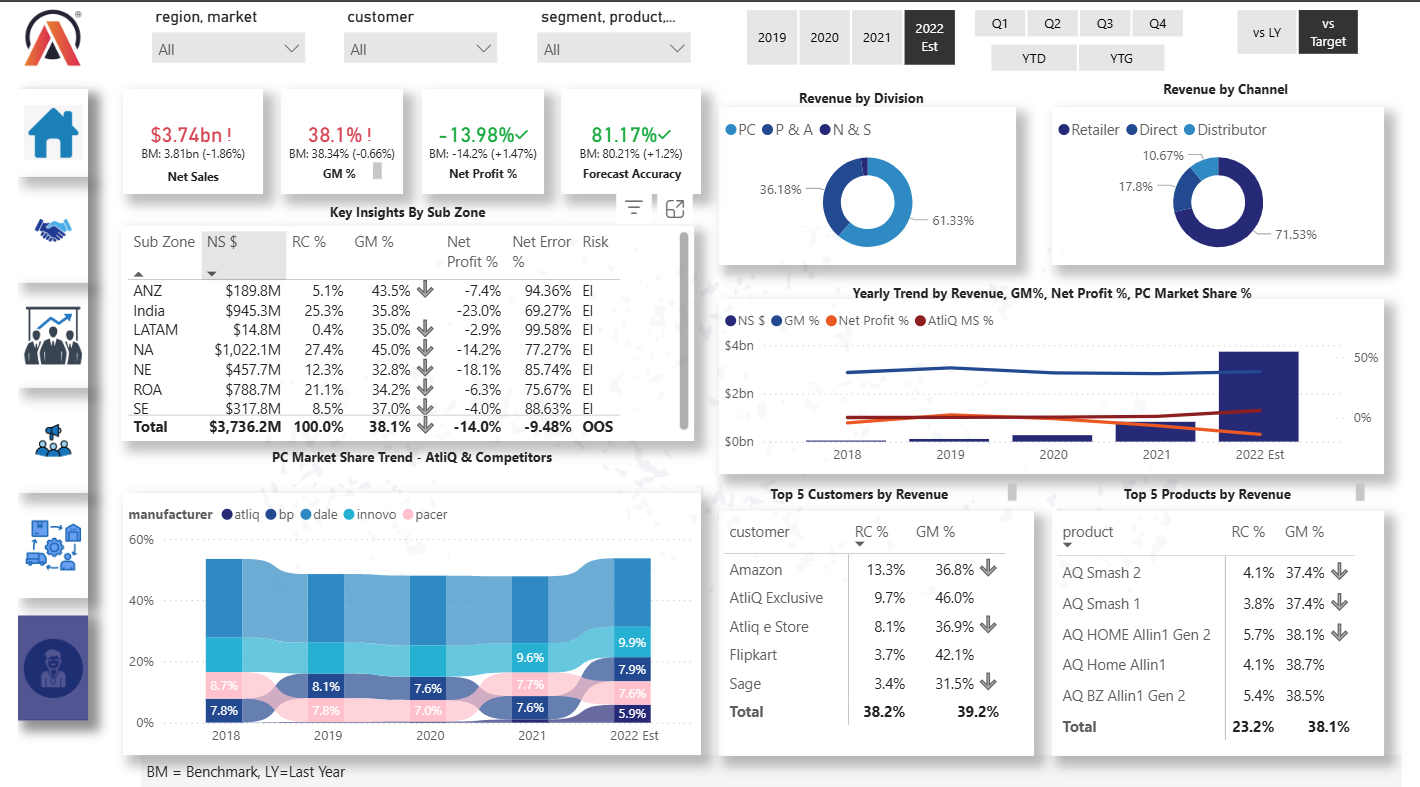 region, market
customer
segment, product,...
All
All
All
2019
2020
2021
2022
Est
Q1
Q2
Q3
Q4
YTD
YTG
vs LY
vs
Target
$3.74bn !
BM: 3.81bn (-1.86%)
Net Sales
38.1% !
BM: 38.34% (-0.66%)
GM %
-13.98%✓
BM: -14.2% (+1.47%)
Net Profit %
81.17%✓
BM: 80.21% (+1.2%)
Forecast Accuracy
Revenue by Division
PC P & A N & S
36.18%
61.33%
Revenue by Channel
Retailer Direct Distributor
10.67%
17.8%
71.53%
Key Insights By Sub Zone
Sub Zone NS $ RC % GM % Net Profit % Net Error % Risk
ANZ $189.8M 5.1% 43.5% -7.4% 94.36% EI
India $945.3M 25.3% 35.8% -23.0% 69.27% EI
LATAM $14.8M 0.4% 35.0% -2.9% 99.58% EI
NA $1,022.1M 27.4% 45.0% -14.2% 77.27% EI
NE $457.7M 12.3% 32.8% -18.1% 85.74% EI
ROA $788.7M 21.1% 34.2% -6.3% 75.67% EI
SE $317.8M 8.5% 37.0% -4.0% 88.63% EI
Total $3,736.2M 100.0% 38.1% -14.0% -9.48% OOS
Yearly Trend by Revenue, GM%, Net Profit %, PC Market Share %
NS $ GM % Net Profit % AtliQ MS %
$4bn
$2bn
$0bn
50%
0%
2018 2019 2020 2021 2022 Est
PC Market Share Trend - AtliQ & Competitors
manufacturer atliq bp dale innovo pacer
60%
40%
20%
0%
8.7%
7.8%
8.1%
7.8%
7.6%
7.0%
9.6%
7.7%
7.6%
9.9%
7.9%
7.6%
5.9%
2018 2019 2020 2021 2022 Est
Top 5 Customers by Revenue
customer RC % GM %
Amazon 13.3% 36.8%
AtliQ Exclusive 9.7% 46.0%
Atliq e Store 8.1% 36.9%
Flipkart 3.7% 42.1%
Sage 3.4% 31.5%
Total 38.2% 39.2%
Top 5 Products by Revenue
product RC % GM %
AQ Smash 2 4.1% 37.4%
AQ Smash 1 3.8% 37.4%
AQ HOME Allin1 Gen 2 5.7% 38.1%
AQ Home Allin1 4.1% 38.7%
AQ BZ Allin1 Gen 2 5.4% 38.5%
Total 23.2% 38.1%
BM = Benchmark, LY=Last Year